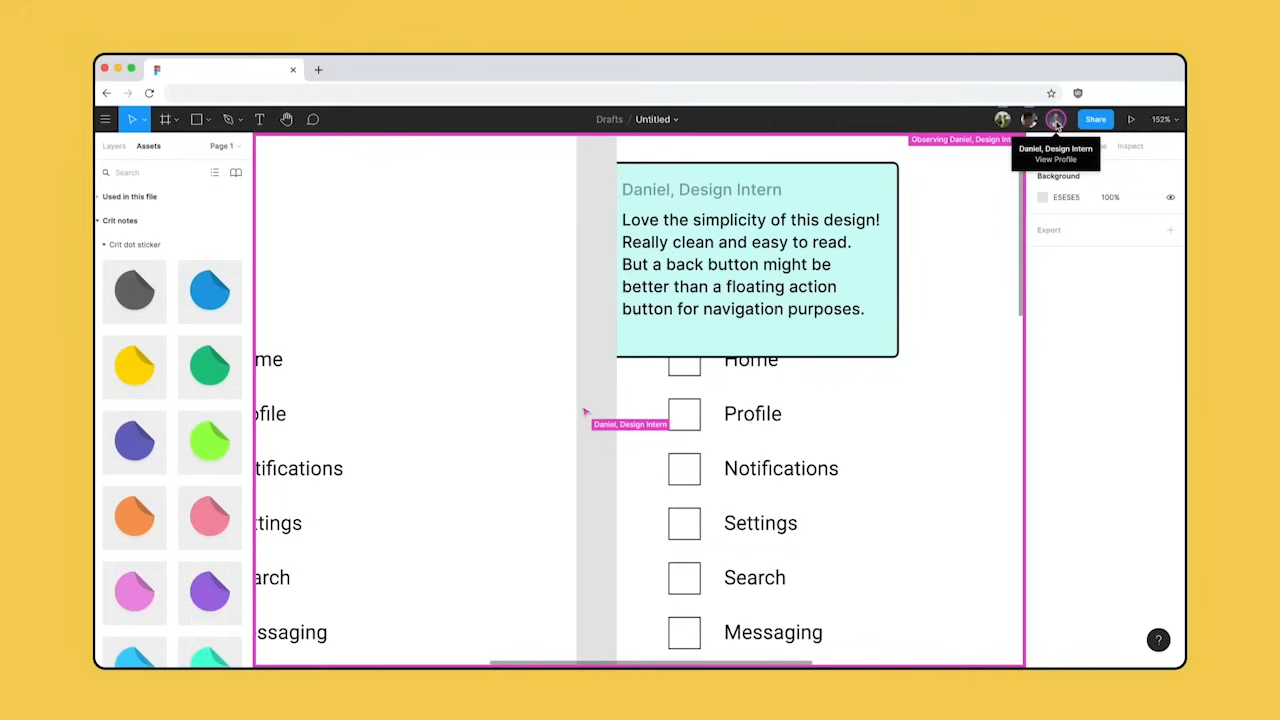 Drafts / Untitled
Share
152%
Layers Assets Page 1
Observing Daniel, Design Int
Daniel, Design Intern
View Profile
Inspect
Search
Used in this file
Crit notes
Crit dot sticker
Background
E5E5E5 100%
Export
Daniel, Design Intern
Love the simplicity of this design!
Really clean and easy to read.
But a back button might be
better than a floating action
button for navigation purposes.
me
ofile
tifications
ttings
arch
ssaging
Daniel, Design Intern
Home
Profile
Notifications
Settings
Search
Messaging
?